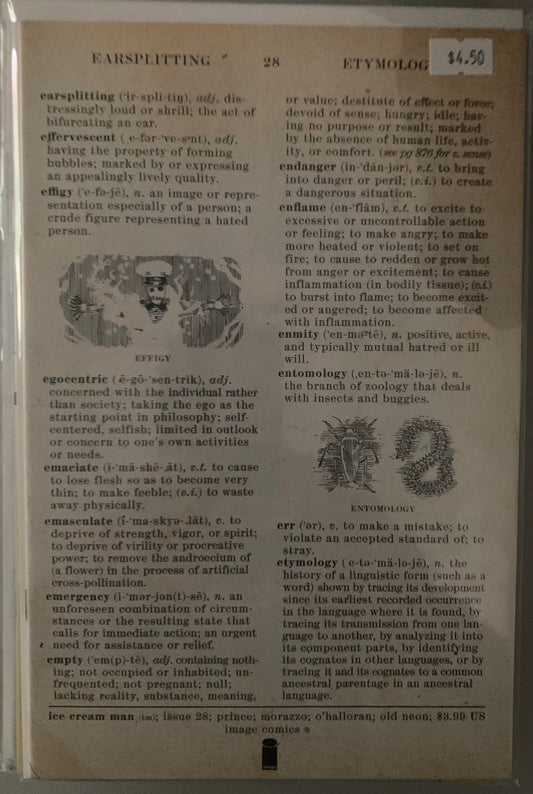 EARSPLITTING
28
ETYMOLOG
$4.50
earsplitting ('ir-spli-tiŋ), adj. dis-
tressingly loud or shrill; the act of
bifurcating an ear.
effervescent ( e-fər-'ve-sᵊnt), adj.
having the property of forming
bubbles; marked by or expressing
an appealingly lively quality.
effigy ('e-fə-jē), n. an image or repre-
sentation especially of a person; a
crude figure representing a hated
person.
EFFIGY
egocentric ( ē-gō-'sen-trik), adj.
concerned with the individual rather
than society; taking the ego as the
starting point in philosophy; self-
centered, selfish; limited in outlook
or concern to one's own activities
or needs.
emaciate (i-'mā-shē-ˌāt), v.t. to cause
to lose flesh so as to become very
thin; to make feeble; (v.i.) to waste
away physically.
emasculate (i-'ma-skyə-ˌlāt), v. to
deprive of strength, vigor, or spirit;
to deprive of virility or procreative
power; to remove the androecium of
(a flower) in the process of artificial
cross-pollination.
emergency (i-'mər-jən(t)-sē), n. an
unforeseen combination of circum-
stances or the resulting state that
calls for immediate action; an urgent
need for assistance or relief.
empty ('em(p)-tē), adj. containing noth-
ing; not occupied or inhabited; un-
frequented; not pregnant; null;
lacking reality, substance, meaning,
or value; destitute of effect or force;
devoid of sense; hungry; idle; hav-
ing no purpose or result; marked
by the absence of human life, activ-
ity, or comfort. (see pg 876 for v. sense)
endanger (in-'dān-jər), v.t. to bring
into danger or peril; (v.i.) to create
a dangerous situation.
enflame (en-'flām), v.t. to excite to
excessive or uncontrollable action
or feeling; to make angry; to make
more heated or violent; to set on
fire; to cause to redden or grow hot
from anger or excitement; to cause
inflammation (in bodily tissue); (v.i.)
to burst into flame; to become excit-
ed or angered; to become affected
with inflammation.
enmity ('en-mə-tē), n. positive, active,
and typically mutual hatred or ill
will.
entomology (ˌen-tə-'mä-lə-jē), n.
the branch of zoology that deals
with insects and buggies.
ENTOMOLOGY
err ('ər), v. to make a mistake; to
violate an accepted standard of; to
stray.
etymology ( e-tə-'mä-lə-jē), n. the
history of a linguistic form (such as a
word) shown by tracing its development
since its earliest recorded occurrence
in the language where it is found, by
tracing its transmission from one lan-
guage to another, by analyzing it into
its component parts, by identifying
its cognates in other languages, or by
tracing it and its cognates to a common
ancestral parentage in an ancestral
language.
ice cream man (tm); issue 28; prince; morazzo; o'halloran; old neon; $3.99 US
image comics ®